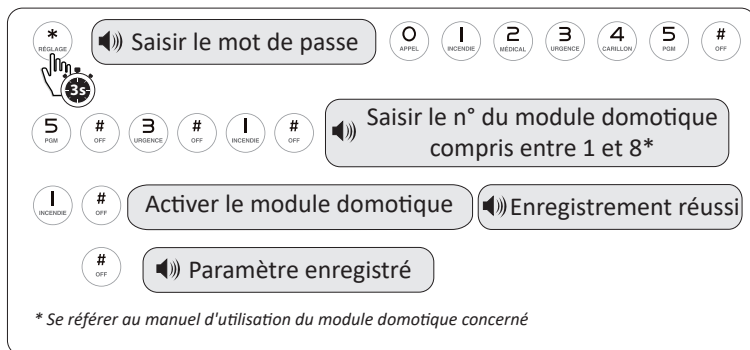 * RÉGLAGE 3s Saisir le mot de passe 0 APPEL 1 INCENDIE 2 MÉDICAL 3 URGENCE 4 CARILLON 5 PGM # OFF
5 PGM # OFF 3 URGENCE # OFF 1 INCENDIE # OFF Saisir le n° du module domotique
compris entre 1 et 8*
1 INCENDIE # OFF Activer le module domotique Enregistrement réussi
# OFF Paramètre enregistré
* Se référer au manuel d'utilisation du module domotique concerné